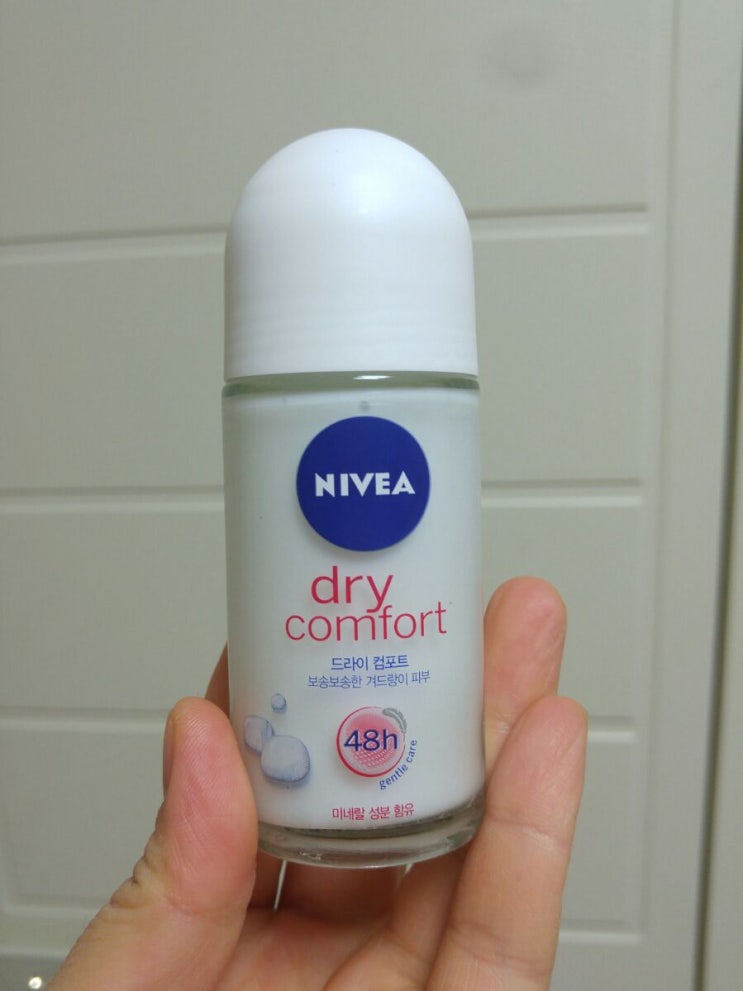 NIVEA
dry
comfort
드라이 컴포트
보송보송한 겨드랑이 피부
48h
gentle care
미네랄 성분 함유